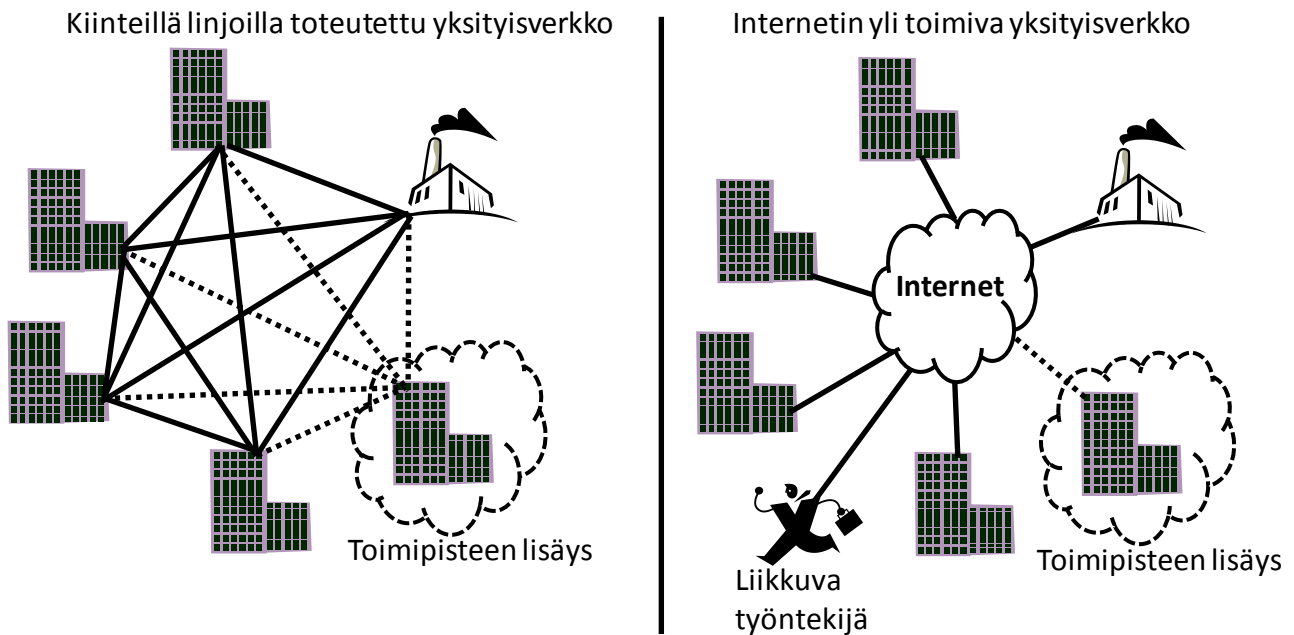 Kiinteillä linjoilla toteutettu yksityisverkko
Internetin yli toimiva yksityisverkko
Internet
Toimipisteen lisäys
Toimipisteen lisäys
Liikkuva
työntekijä